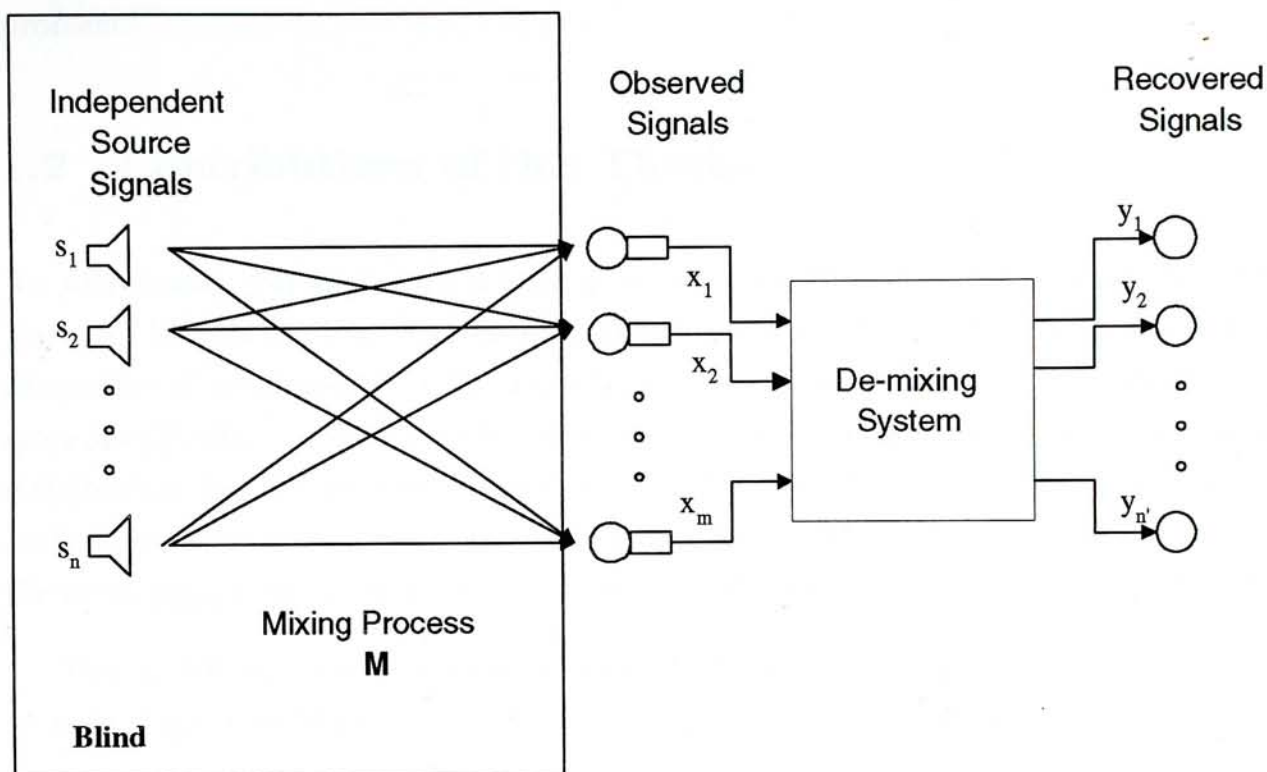 Independent
Source
Signals
s1
s2
sn
Mixing Process
M
Blind
Observed
Signals
x1
x2
xm
De-mixing
System
Recovered
Signals
y1
y2
yn'